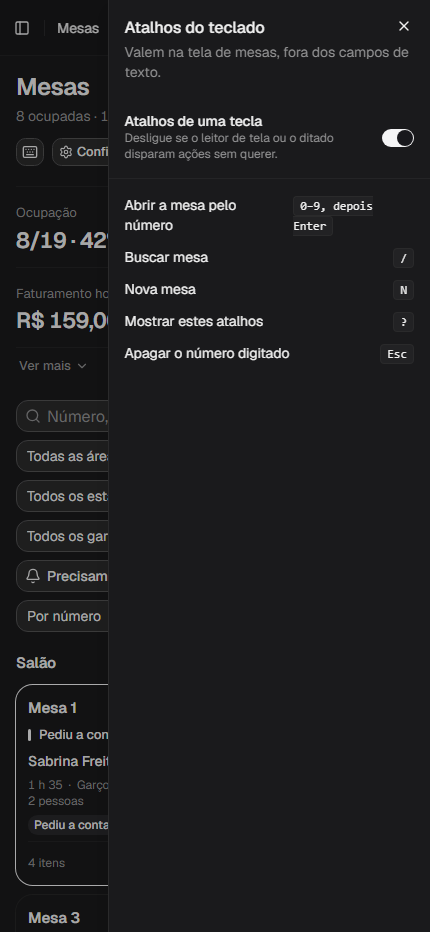 Mesas
Mesas
8 ocupadas · 1
Confi
Ocupação
8/19 · 42
Faturamento ho
R$ 159,0
Ver mais
Número,
Todas as áre
Todos os est
Todos os gar
Precisam
Por número
Salão
Mesa 1
Pediu a con
Sabrina Freit
1 h 35 · Garço
2 pessoas
Pediu a conta
4 itens
Mesa 3
Atalhos do teclado
Valem na tela de mesas, fora dos campos de
texto.
Atalhos de uma tecla
Desligue se o leitor de tela ou o ditado
disparam ações sem querer.
Abrir a mesa pelo
número
0–9, depois
Enter
Buscar mesa
/
Nova mesa
N
Mostrar estes atalhos
?
Apagar o número digitado
Esc